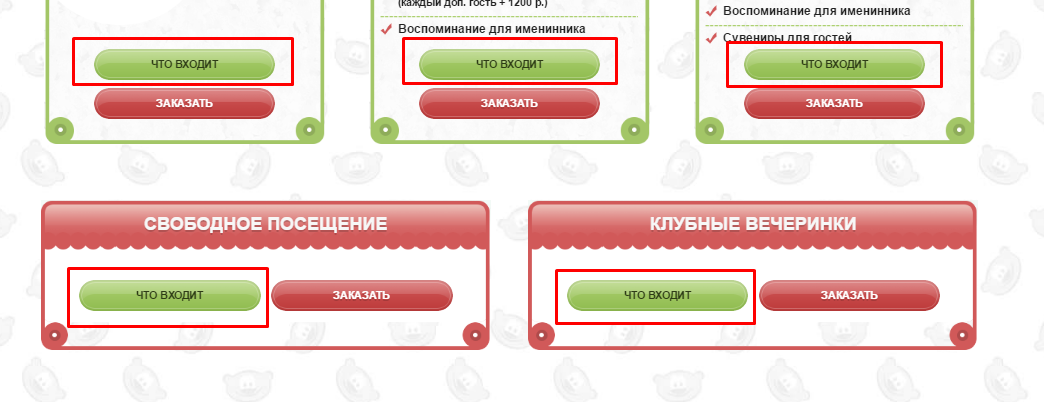 (каждый доп. гость + 1200 р.)
Воспоминание для именинника
Воспоминание для именинника
Сувениры для гостей
ЧТО ВХОДИТ
ЧТО ВХОДИТ
ЧТО ВХОДИТ
ЗАКАЗАТЬ
ЗАКАЗАТЬ
ЗАКАЗАТЬ
СВОБОДНОЕ ПОСЕЩЕНИЕ
КЛУБНЫЕ ВЕЧЕРИНКИ
ЧТО ВХОДИТ
ЗАКАЗАТЬ
ЧТО ВХОДИТ
ЗАКАЗАТЬ